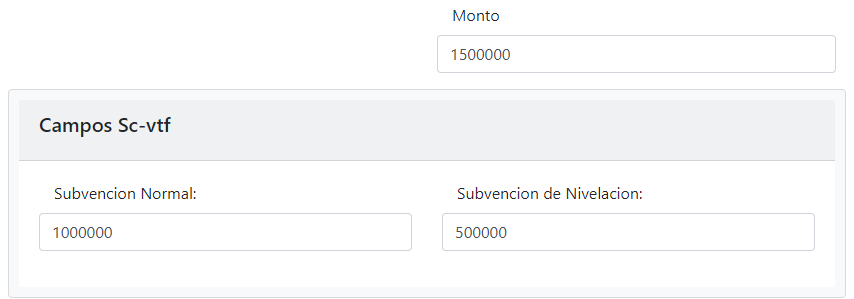 Monto
1500000
Campos Sc-vtf
Subvencion Normal:
Subvencion de Nivelacion:
1000000
500000